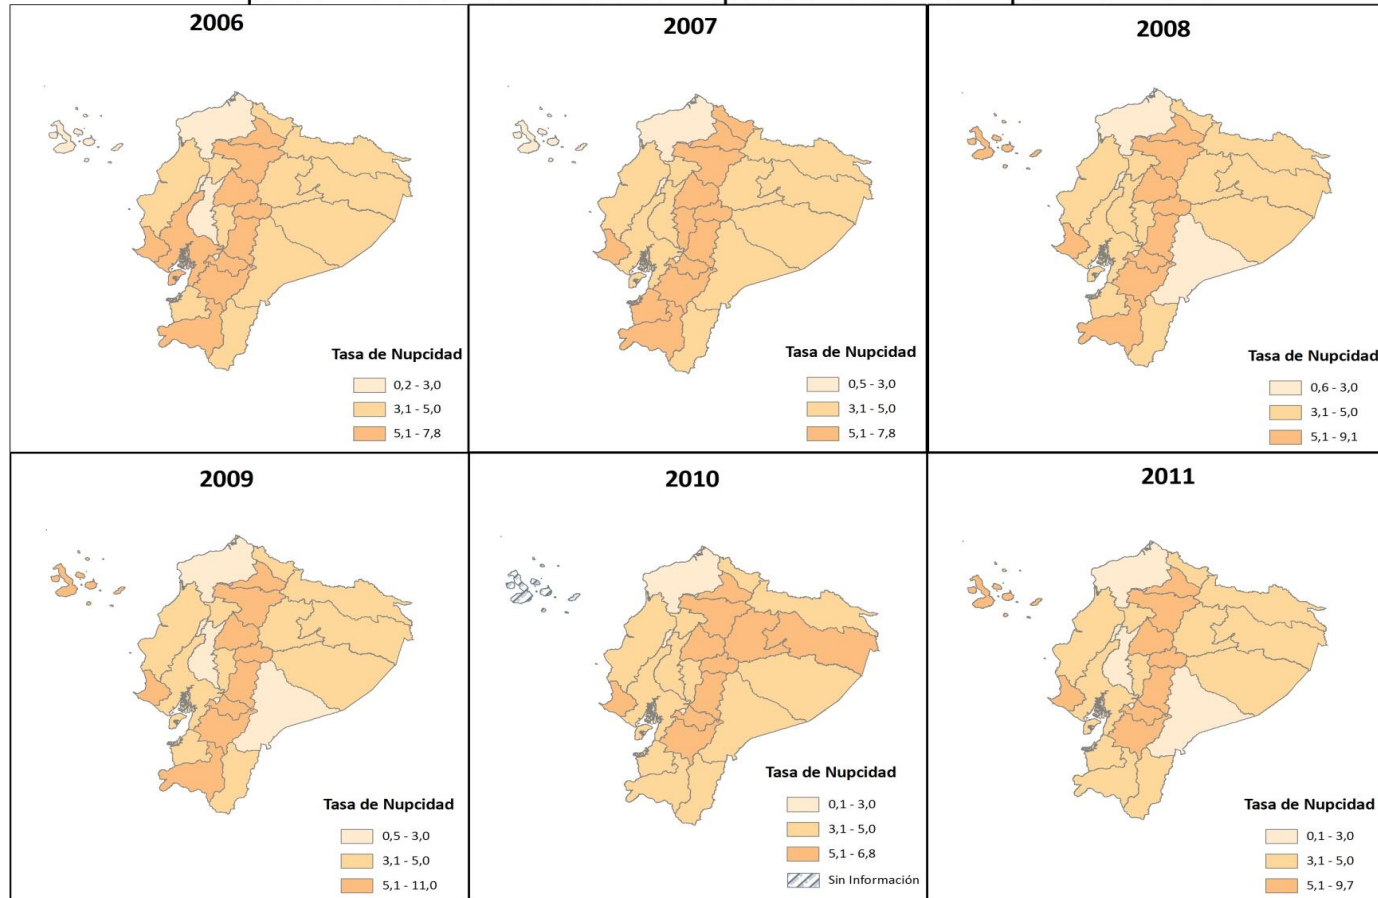 2006
Tasa de Nupcidad
0,2 - 3,0
3,1 - 5,0
5,1 - 7,8
2007
Tasa de Nupcidad
0,5 - 3,0
3,1 - 5,0
5,1 - 7,8
2008
Tasa de Nupcidad
0,6 - 3,0
3,1 - 5,0
5,1 - 9,1
2009
Tasa de Nupcidad
0,5 - 3,0
3,1 - 5,0
5,1 - 11,0
2010
Tasa de Nupcidad
0,1 - 3,0
3,1 - 5,0
5,1 - 6,8
Sin Información
2011
Tasa de Nupcidad
0,1 - 3,0
3,1 - 5,0
5,1 - 9,7